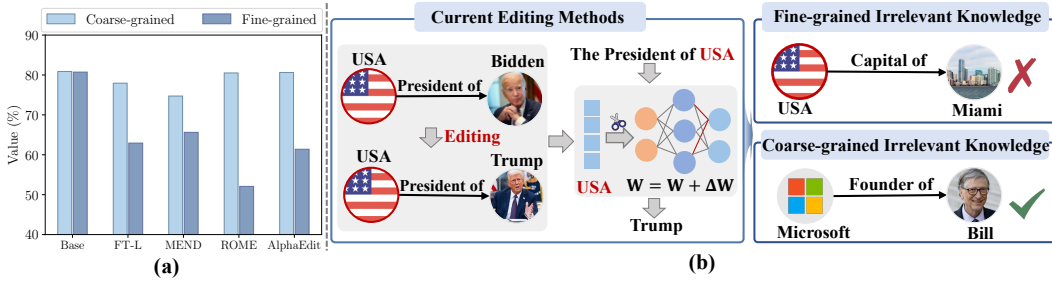 Coarse-grained
Fine-grained
90
80
70
60
50
40
Value (%)
Base
FT-L
MEND
ROME
AlphaEdit
(a)
Current Editing Methods
USA
President of
Bidden
Editing
USA
President of
Trump
The President of USA
USA
W = W + ΔW
Trump
(b)
Fine-grained Irrelevant Knowledge
USA
Capital of
Miami
Coarse-grained Irrelevant Knowledge
Microsoft
Founder of
Bill